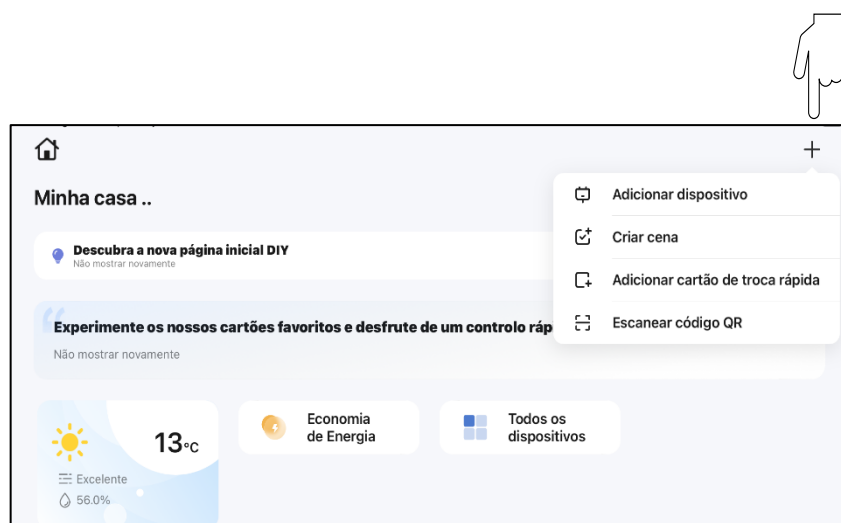 Minha casa ..
Adicionar dispositivo
Criar cena
Adicionar cartão de troca rápida
Escanear código QR
Descubra a nova página inicial DIY
Não mostrar novamente
Experimente os nossos cartões favoritos e desfrute de um controlo ráp
Não mostrar novamente
13°C
Excelente
56.0%
Economia
de Energia
Todos os
dispositivos